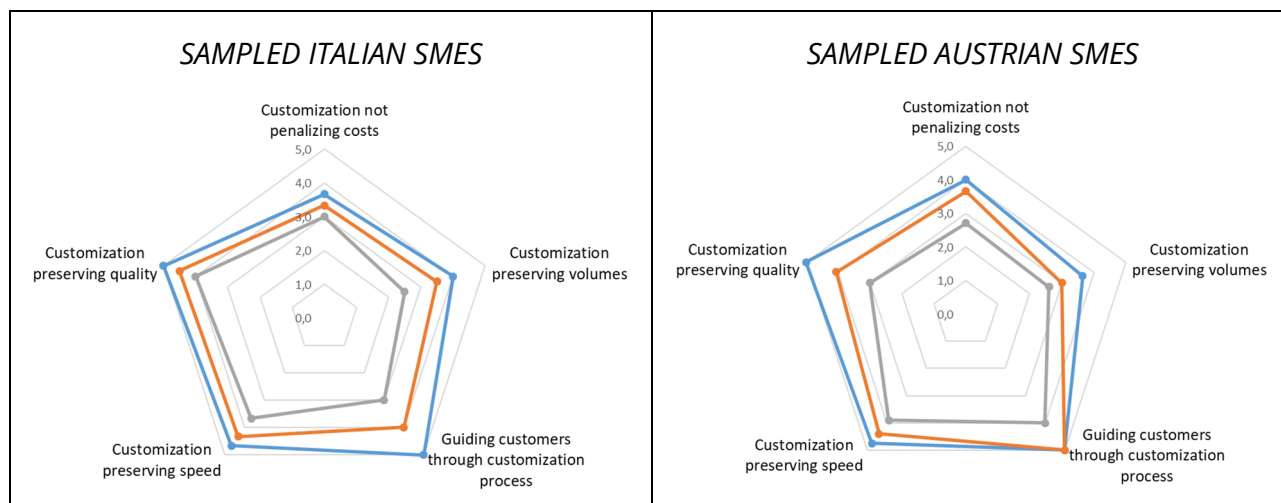 SAMPLED ITALIAN SMES
Customization not
penalizing costs
5,0
4,0
3,0
2,0
1,0
0,0
Customization
preserving quality
Customization
preserving volumes
Customization
preserving speed
Guiding customers
through customization
process
SAMPLED AUSTRIAN SMES
Customization not
penalizing costs
5,0
4,0
3,0
2,0
1,0
0,0
Customization
preserving quality
Customization
preserving volumes
Customization
preserving speed
Guiding customers
through customization
process